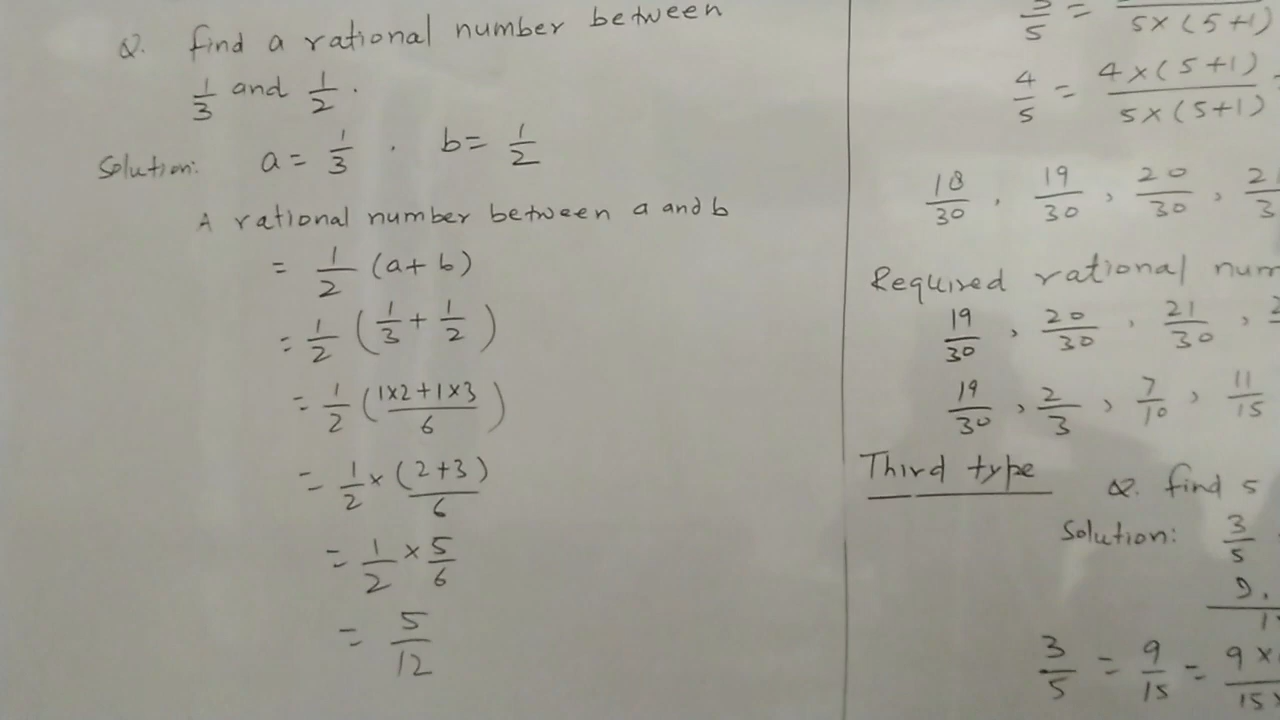 Q. find a rational number between
1/3 and 1/2 .
Solution: a = 1/3 . b = 1/2
A rational number between a and b
= 1/2 (a + b)
= 1/2 (1/3 + 1/2)
= 1/2 ((1×2+1×3)/6)
= 1/2 × (2+3)/6
= 1/2 × 5/6
= 5/12
/5 = /(5×(5+1))
4/5 = (4×(5+1))/(5×(5+1))
18/30 , 19/30 , 20/30 ,
Required rational
19/30 , 20/30 , 21/30 ,
19/30 , 2/3 , 7/10 , 11/15
Third type Q. find 5
Solution: 3/5
3/5 = 9/15 =